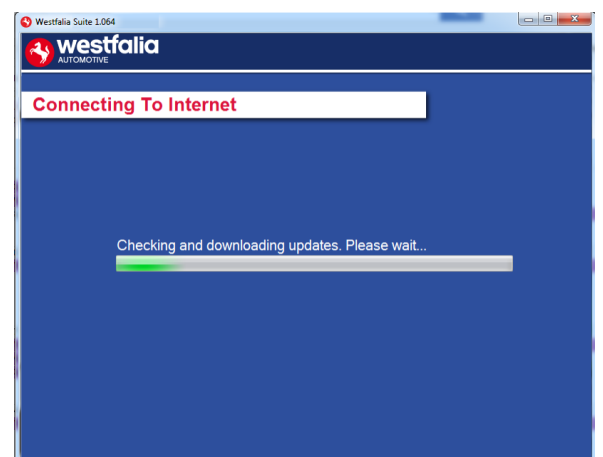 Westfalia Suite 1.064
westfalia
AUTOMOTIVE
Connecting To Internet
Checking and downloading updates. Please wait...